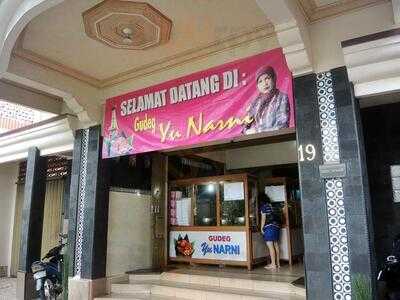 SELAMAT DATANG DI :
Gudeg Yu Narni
19
GUDEG
Yu NARNI